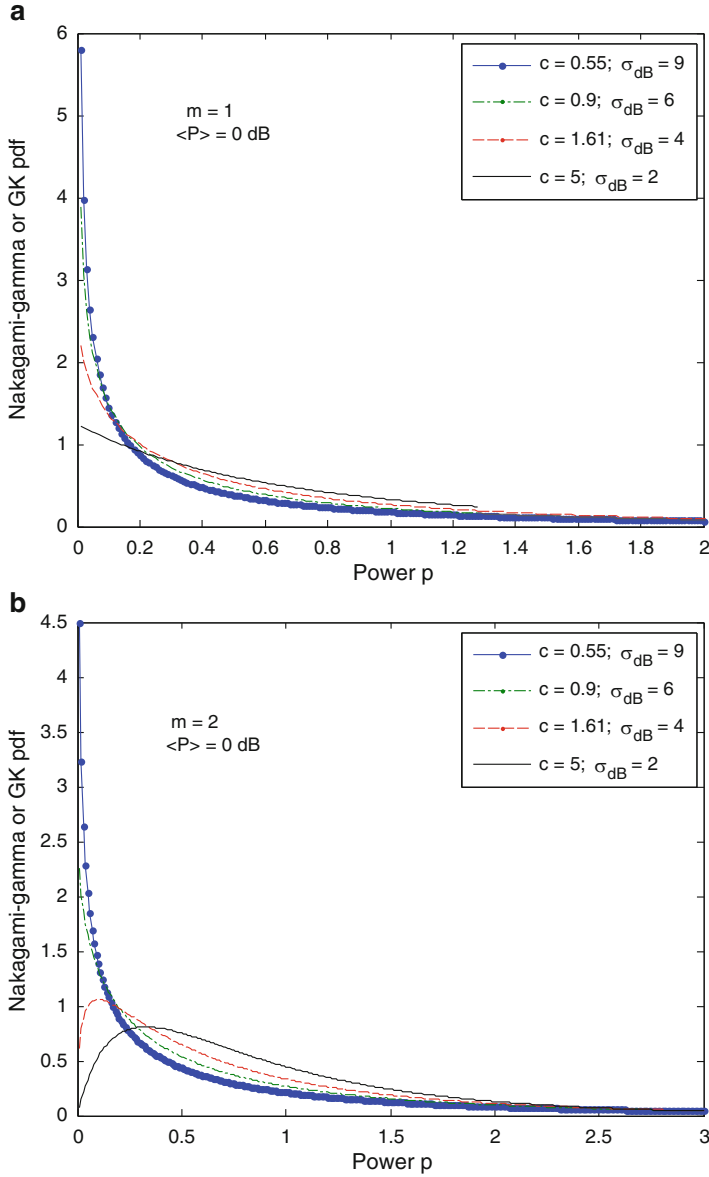 a
Nakagami-gamma or GK pdf
6
5
4
3
2
1
0
m = 1
<P> = 0 dB
c = 0.55; σdB = 9
c = 0.9; σdB = 6
c = 1.61; σdB = 4
c = 5; σdB = 2
0 0.2 0.4 0.6 0.8 1 1.2 1.4 1.6 1.8 2
Power p
b
Nakagami-gamma or GK pdf
4.5
4
3.5
3
2.5
2
1.5
1
0.5
0
m = 2
<P> = 0 dB
c = 0.55; σdB = 9
c = 0.9; σdB = 6
c = 1.61; σdB = 4
c = 5; σdB = 2
0 0.5 1 1.5 2 2.5 3
Power p